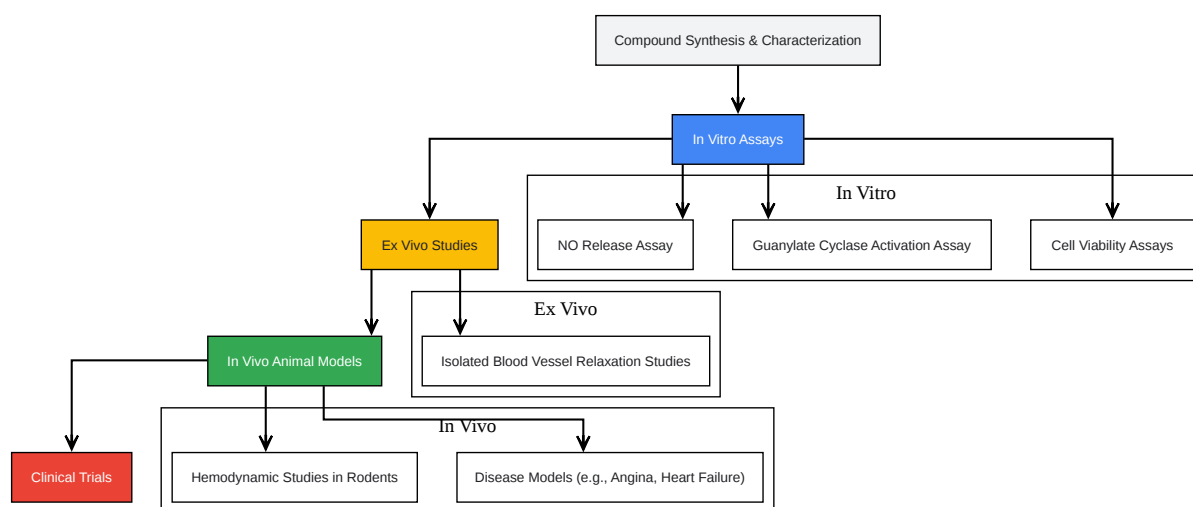 Compound Synthesis & Characterization
In Vitro Assays
In Vitro
Ex Vivo Studies
NO Release Assay
Guanylate Cyclase Activation Assay
Cell Viability Assays
Ex Vivo
In Vivo Animal Models
Isolated Blood Vessel Relaxation Studies
In Vivo
Clinical Trials
Hemodynamic Studies in Rodents
Disease Models (e.g., Angina, Heart Failure)